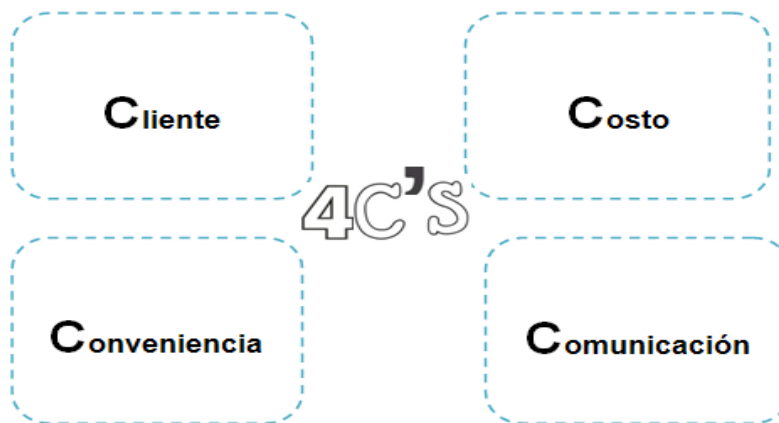 Cliente
Costo
4C's
Conveniencia
Comunicación